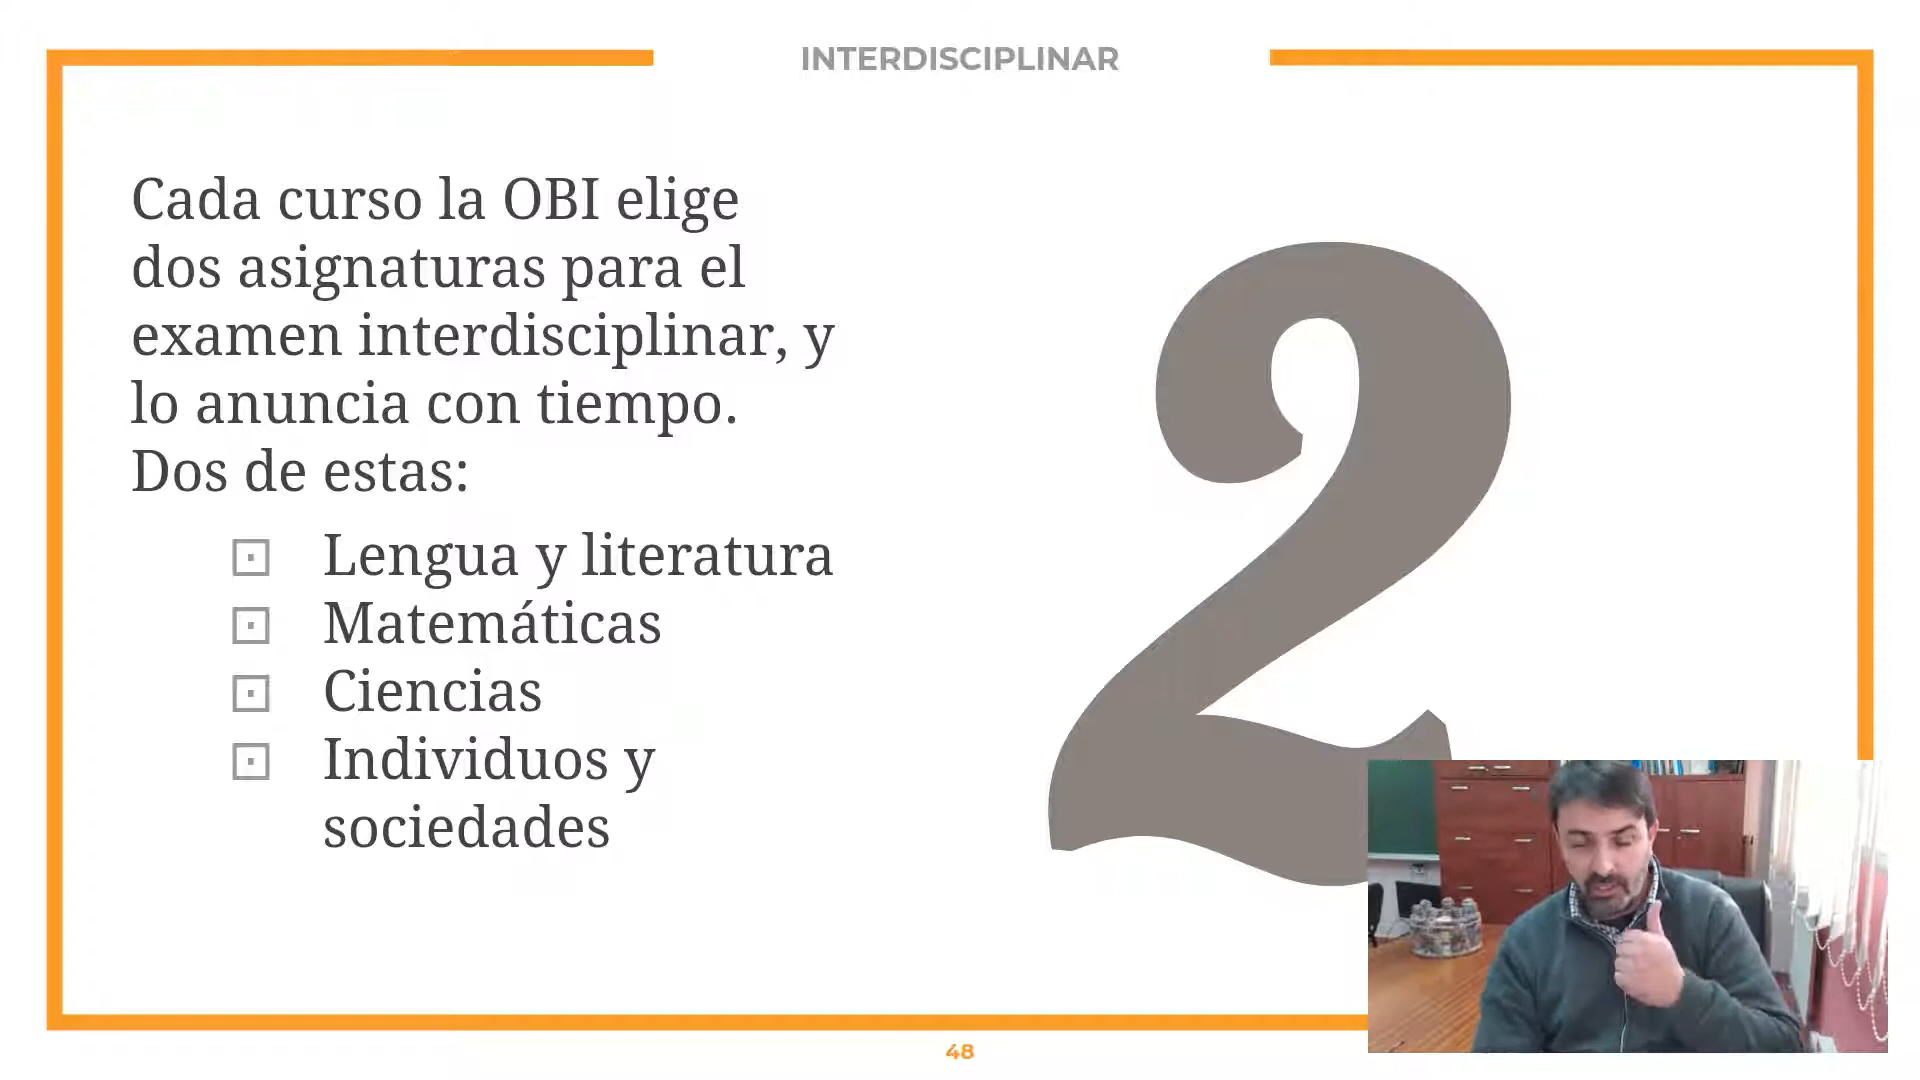 INTERDISCIPLINAR
Cada curso la OBI elige
dos asignaturas para el
examen interdisciplinar, y
lo anuncia con tiempo.
Dos de estas:
Lengua y literatura
Matemáticas
Ciencias
Individuos y
sociedades
2
48